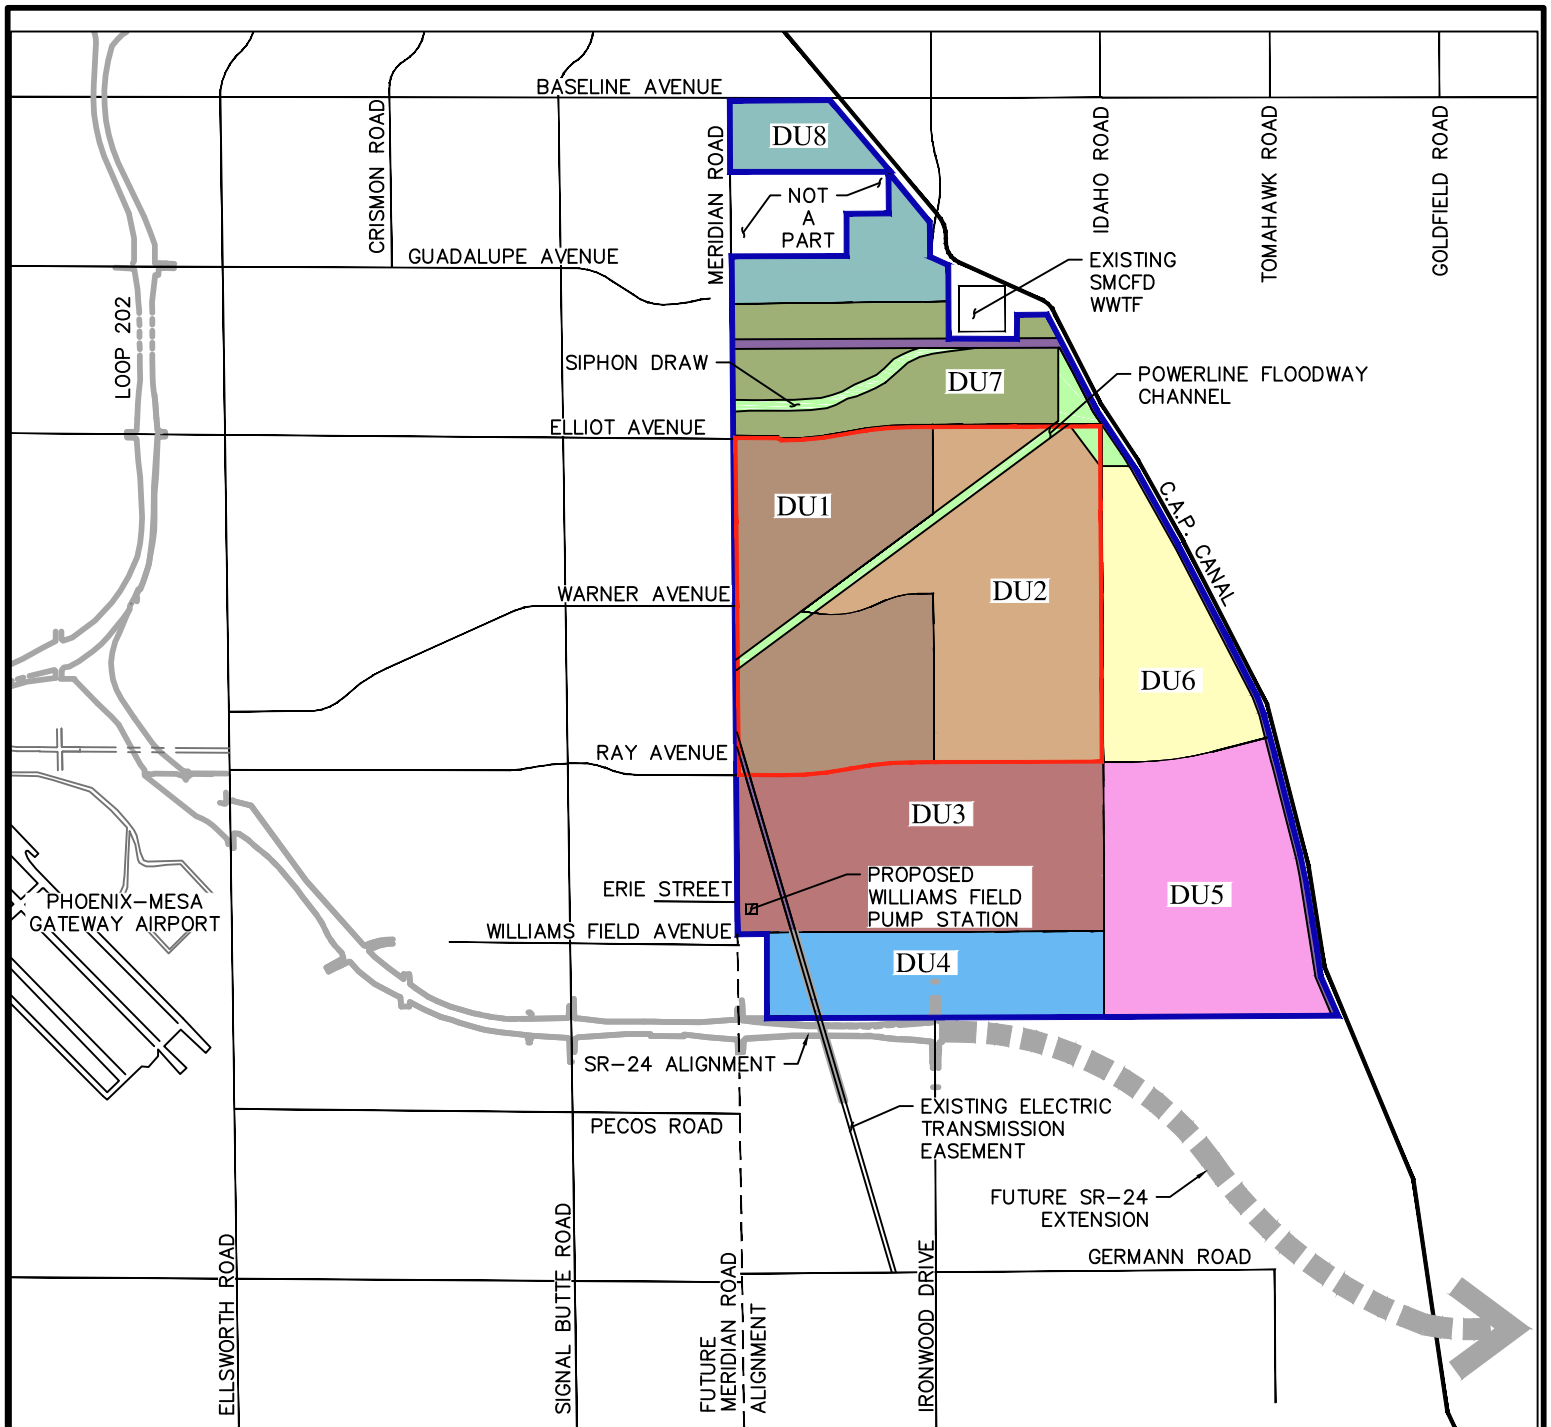 BASELINE AVENUE
DU8
CRISMON ROAD
MERIDIAN ROAD
IDAHO ROAD
TOMAHAWK ROAD
GOLDFIELD ROAD
NOT
A
PART
GUADALUPE AVENUE
EXISTING
SMCFD
WWTF
LOOP 202
SIPHON DRAW
DU7
POWERLINE FLOODWAY
CHANNEL
ELLIOT AVENUE
DU1
C.A.P. CANAL
WARNER AVENUE
DU2
DU6
RAY AVENUE
DU3
ERIE STREET
PROPOSED
WILLIAMS FIELD
PUMP STATION
DU5
PHOENIX-MESA
GATEWAY AIRPORT
WILLIAMS FIELD AVENUE
DU4
SR-24 ALIGNMENT
EXISTING ELECTRIC
TRANSMISSION
EASEMENT
PECOS ROAD
FUTURE SR-24
EXTENSION
GERMANN ROAD
ELLSWORTH ROAD
SIGNAL BUTTE ROAD
FUTURE
MERIDIAN ROAD
ALIGNMENT
IRONWOOD DRIVE